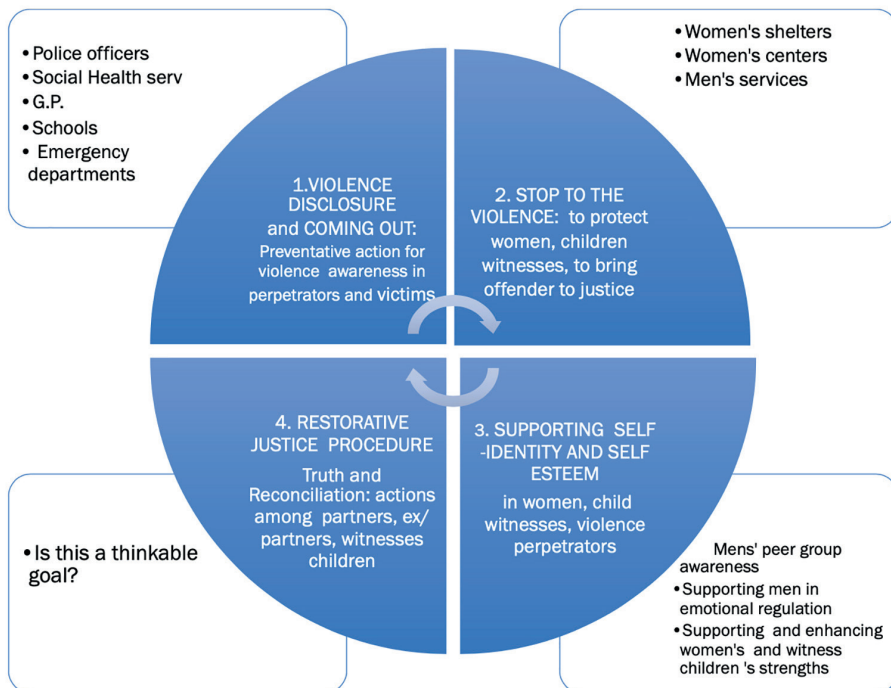 •Police officers
•Social Health serv
•G.P.
•Schools
• Emergency
departments
•Women's shelters
•Women's centers
•Men's services
1.VIOLENCE
DISCLOSURE
and COMING OUT:
Preventative action for
violence awareness in
perpetrators and victims
2. STOP TO THE
VIOLENCE: to protect
women, children
witnesses, to bring
offender to justice
4. RESTORATIVE
JUSTICE PROCEDURE
Truth and
Reconciliation: actions
among partners, ex/
partners, witnesses
children
3. SUPPORTING SELF
-IDENTITY AND SELF
ESTEEM
in women, child
witnesses, violence
perpetrators
•Is this a thinkable
goal?
Mens' peer group
awareness
•Supporting men in
emotional regulation
•Supporting and enhancing
women's and witness
children 's strengths